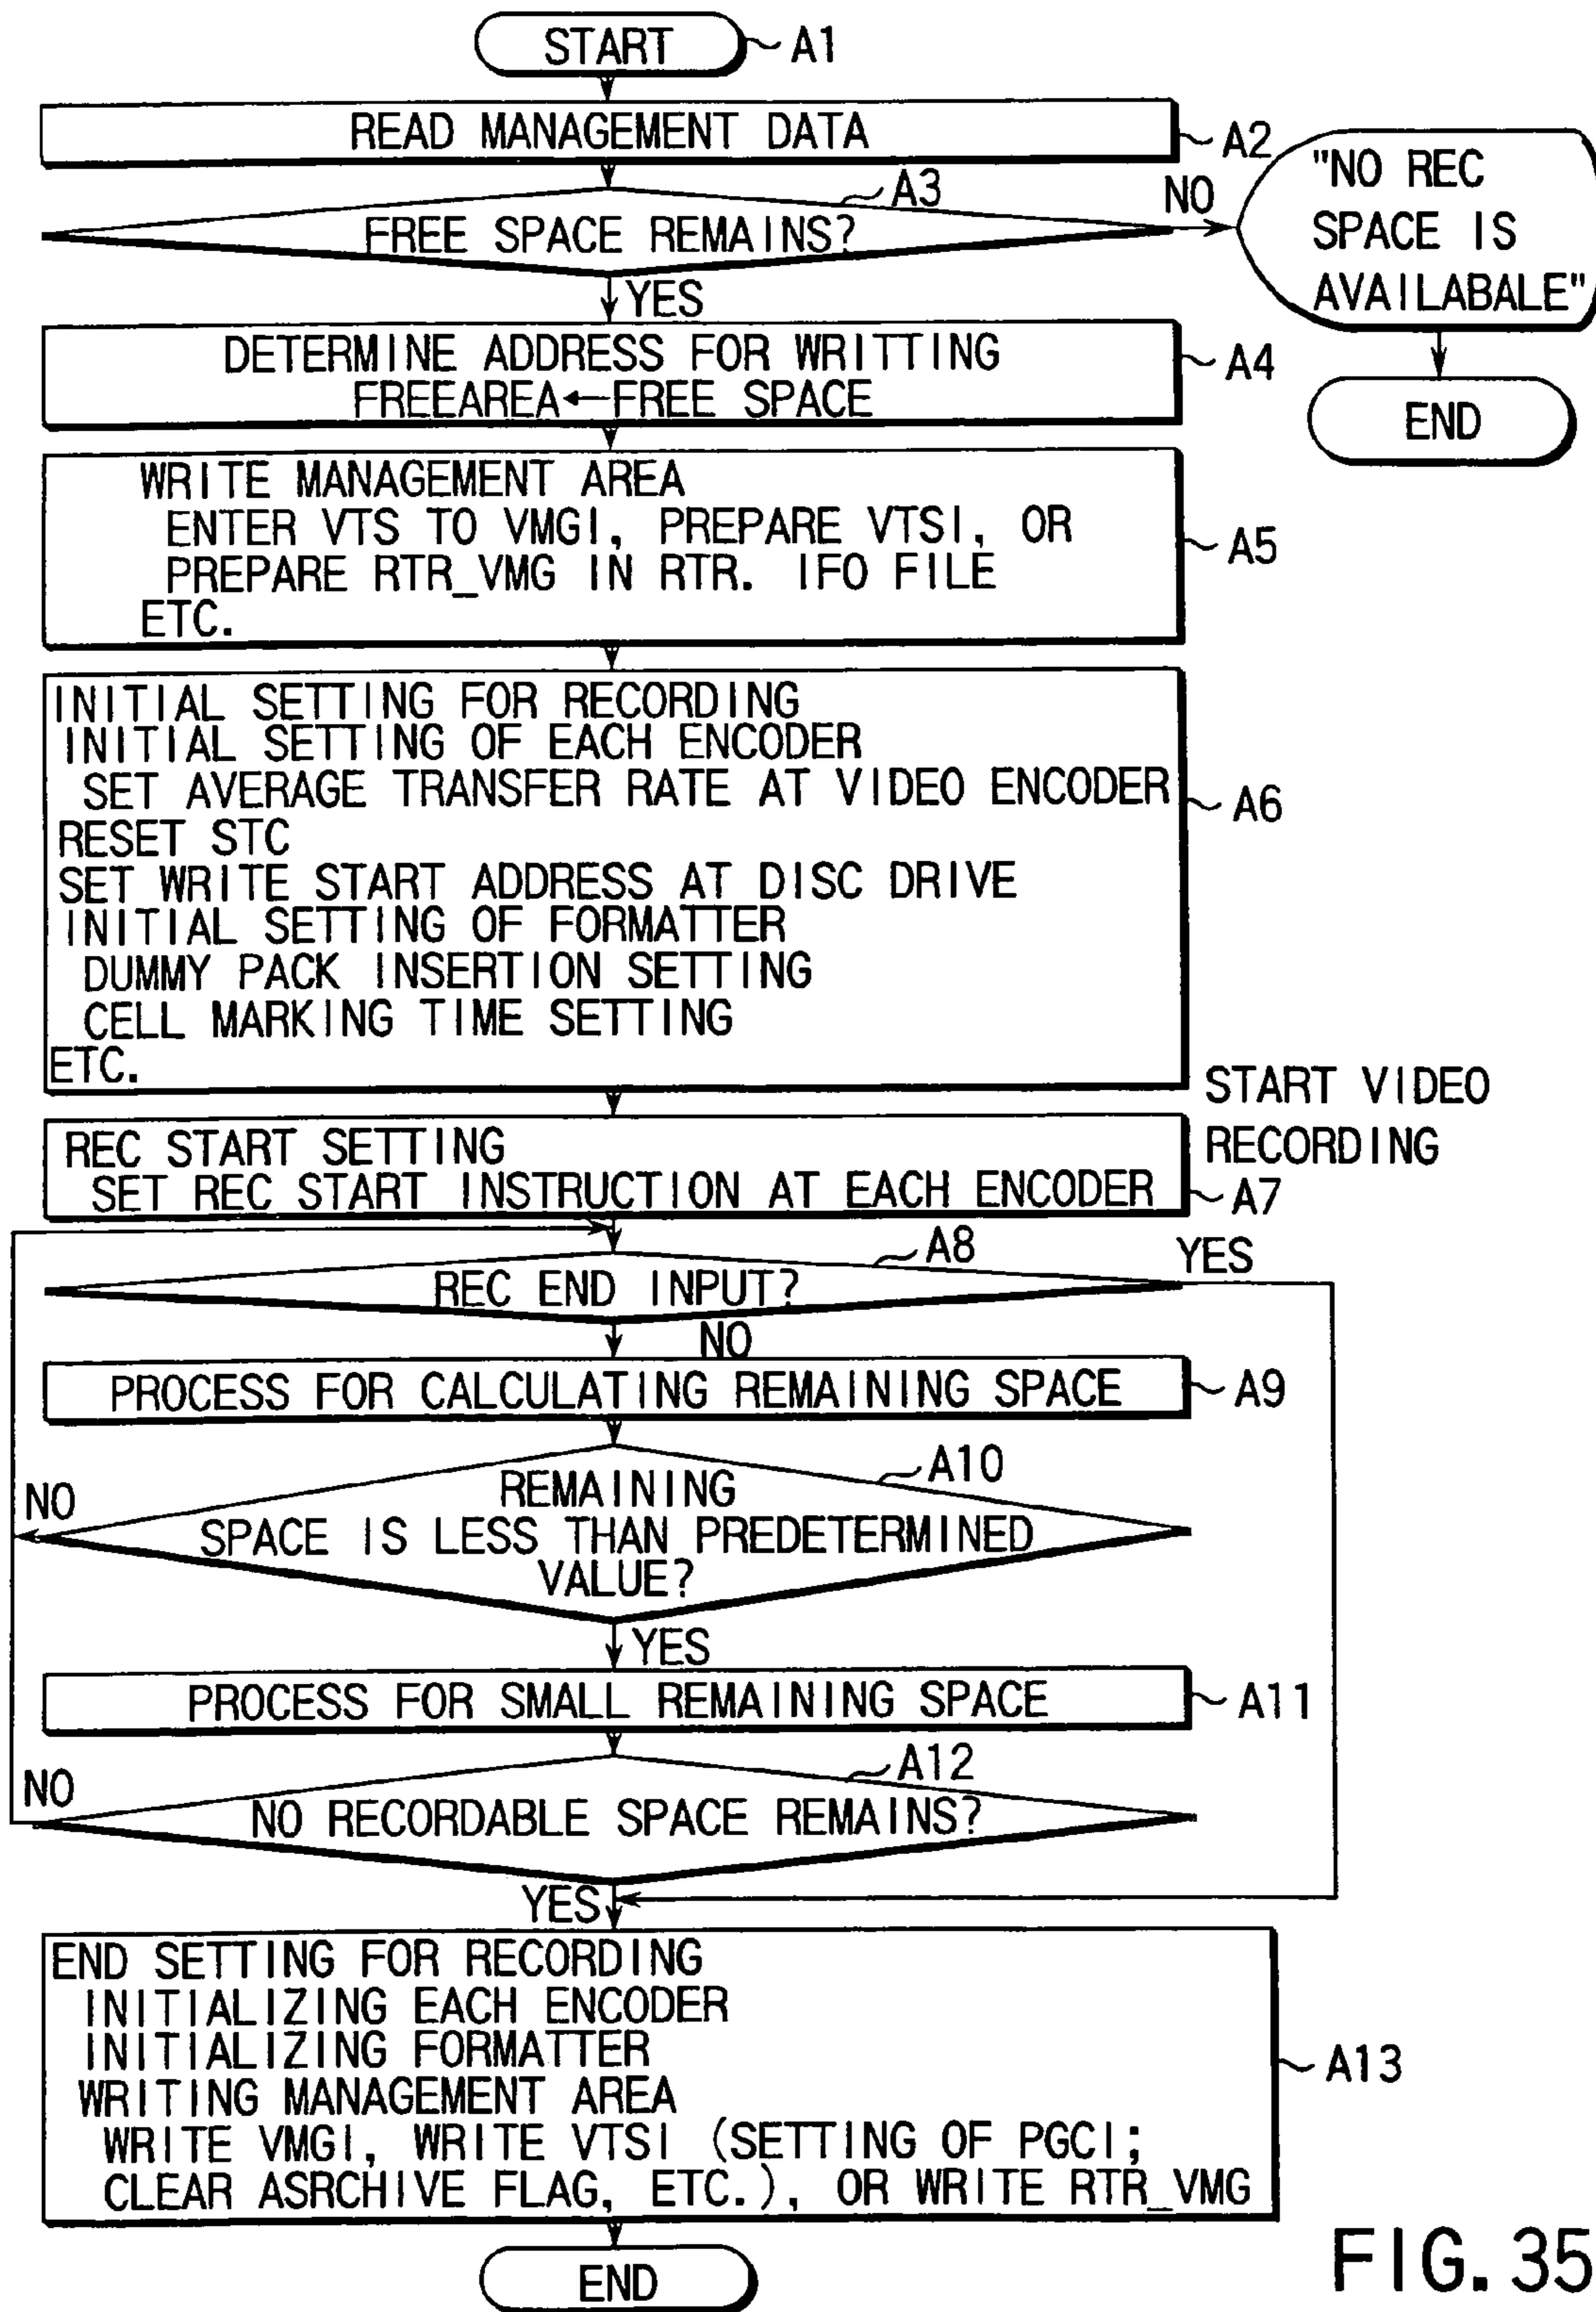 START
A1
READ MANAGEMENT DATA
A2
A3
FREE SPACE REMAINS?
NO
"NO REC
SPACE IS
AVAILABALE"
END
YES
DETERMINE ADDRESS FOR WRITTING
FREEAREA←FREE SPACE
A4
WRITE MANAGEMENT AREA
ENTER VTS TO VMGI, PREPARE VTSI, OR
PREPARE RTR_VMG IN RTR. IFO FILE
ETC.
A5
INITIAL SETTING FOR RECORDING
INITIAL SETTING OF EACH ENCODER
SET AVERAGE TRANSFER RATE AT VIDEO ENCODER
RESET STC
SET WRITE START ADDRESS AT DISC DRIVE
INITIAL SETTING OF FORMATTER
DUMMY PACK INSERTION SETTING
CELL MARKING TIME SETTING
ETC.
A6
START VIDEO
RECORDING
REC START SETTING
SET REC START INSTRUCTION AT EACH ENCODER
A7
A8
REC END INPUT?
YES
NO
PROCESS FOR CALCULATING REMAINING SPACE
A9
A10
REMAINING
SPACE IS LESS THAN PREDETERMINED
VALUE?
NO
YES
PROCESS FOR SMALL REMAINING SPACE
A11
A12
NO RECORDABLE SPACE REMAINS?
NO
YES
END SETTING FOR RECORDING
INITIALIZING EACH ENCODER
INITIALIZING FORMATTER
WRITING MANAGEMENT AREA
WRITE VMGI, WRITE VTSI (SETTING OF PGCI;
CLEAR ASRCHIVE FLAG, ETC.), OR WRITE RTR_VMG
A13
END
FIG. 35